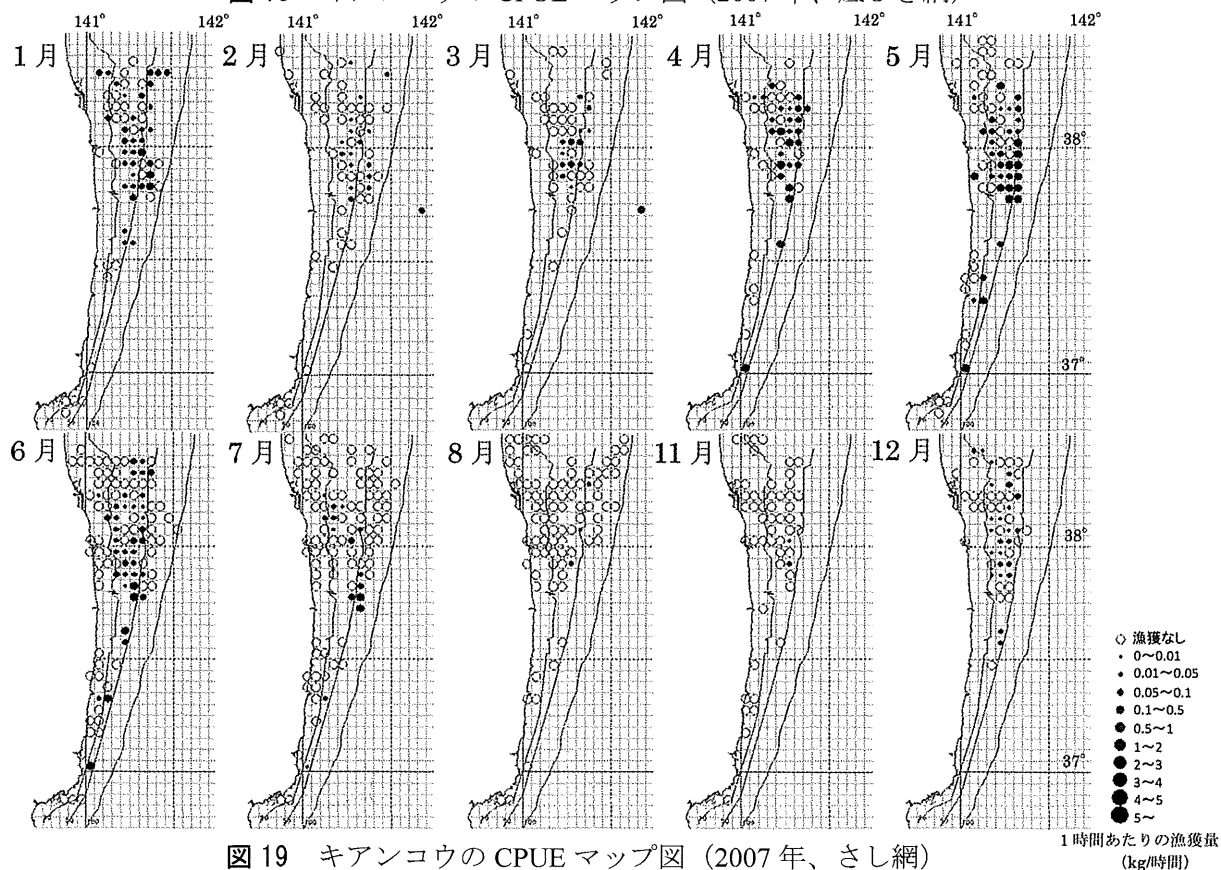 141° 142° 141° 142° 141° 142° 141° 142° 141° 142°
1月 2月 3月 4月 5月
38°
37°
6月 7月 8月 11月 12月
38°
37°
漁獲なし
0～0.01
0.01～0.05
0.05～0.1
0.1～0.5
0.5～1
1～2
2～3
3～4
4～5
5～
1時間あたりの漁獲量
(kg/時間)
図 19 キアンコウの CPUE マップ図（2007 年、さし網）